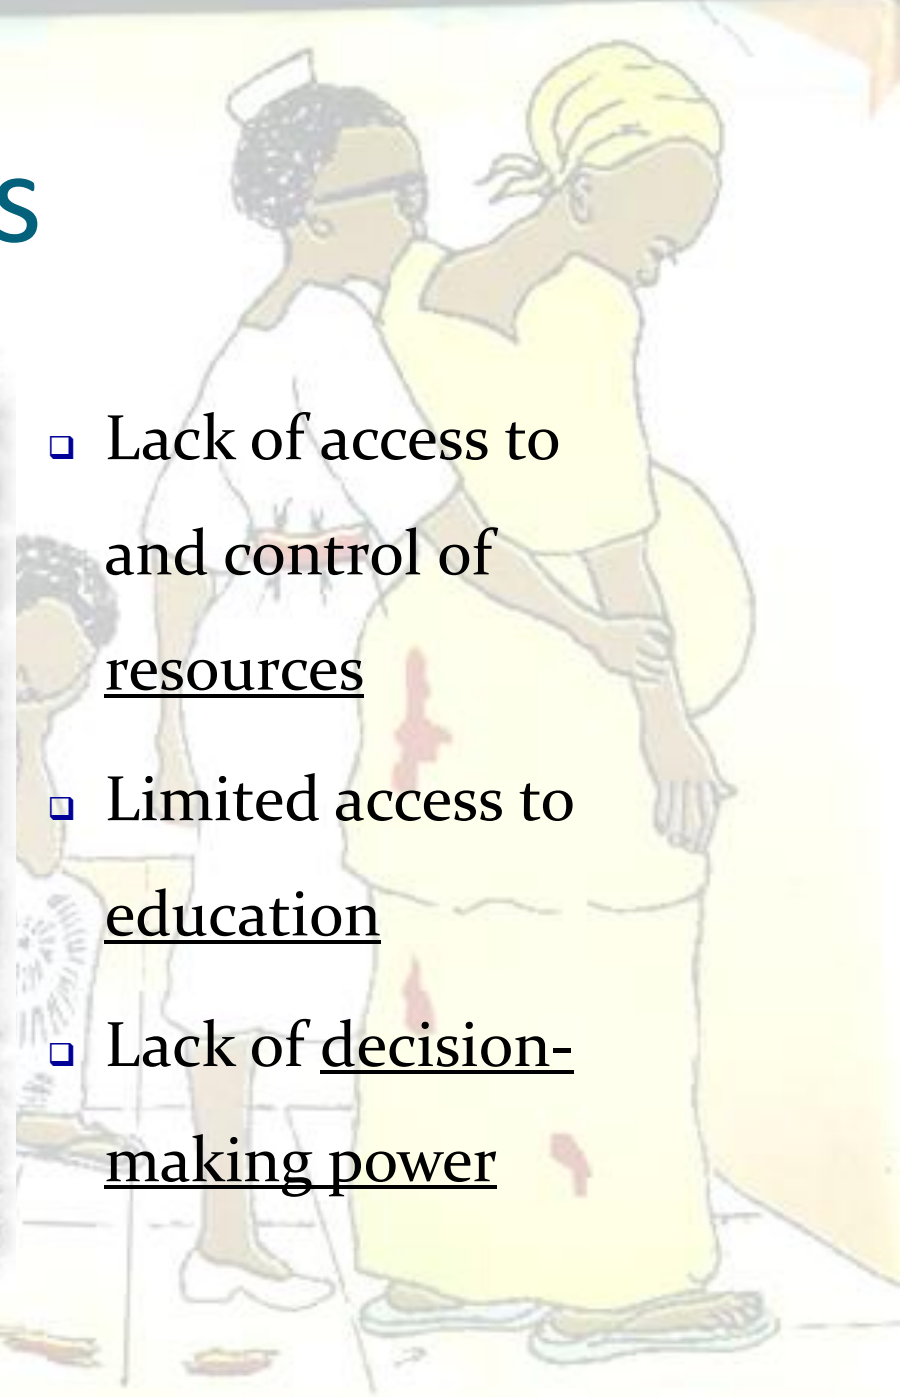 s
Lack of access to
and control of
resources
Limited access to
education
Lack of decision-
making power